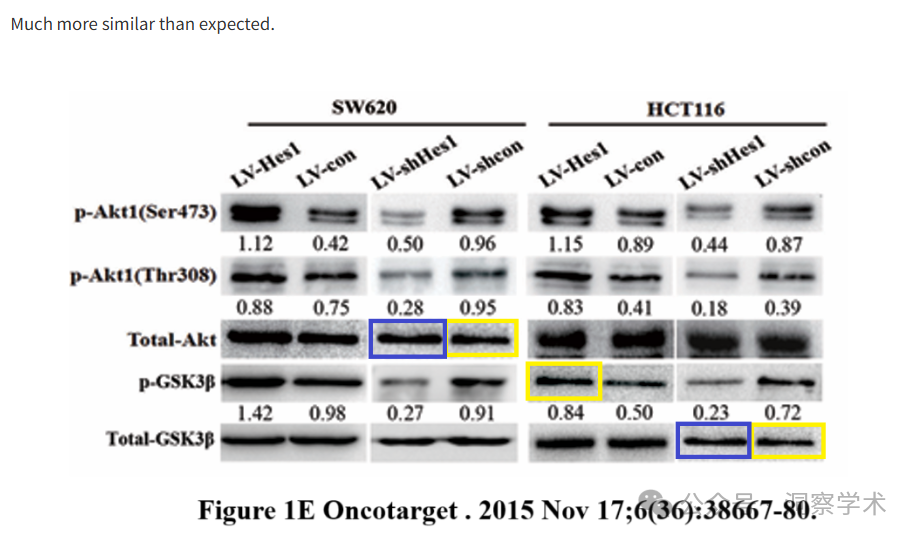 Much more similar than expected.
SW620 HCT116
LV-Hes1 LV-con LV-shHes1 LV-shcon LV-Hes1 LV-con LV-shHes1 LV-shcon
p-Akt1(Ser473)
1.12 0.42 0.50 0.96 1.15 0.89 0.44 0.87
p-Akt1(Thr308)
0.88 0.75 0.28 0.95 0.83 0.41 0.18 0.39
Total-Akt
p-GSK3β
1.42 0.98 0.27 0.91 0.84 0.50 0.23 0.72
Total-GSK3β
Figure 1E Oncotarget . 2015 Nov 17;6(36):38667-80.
公众号 · 洞察学术